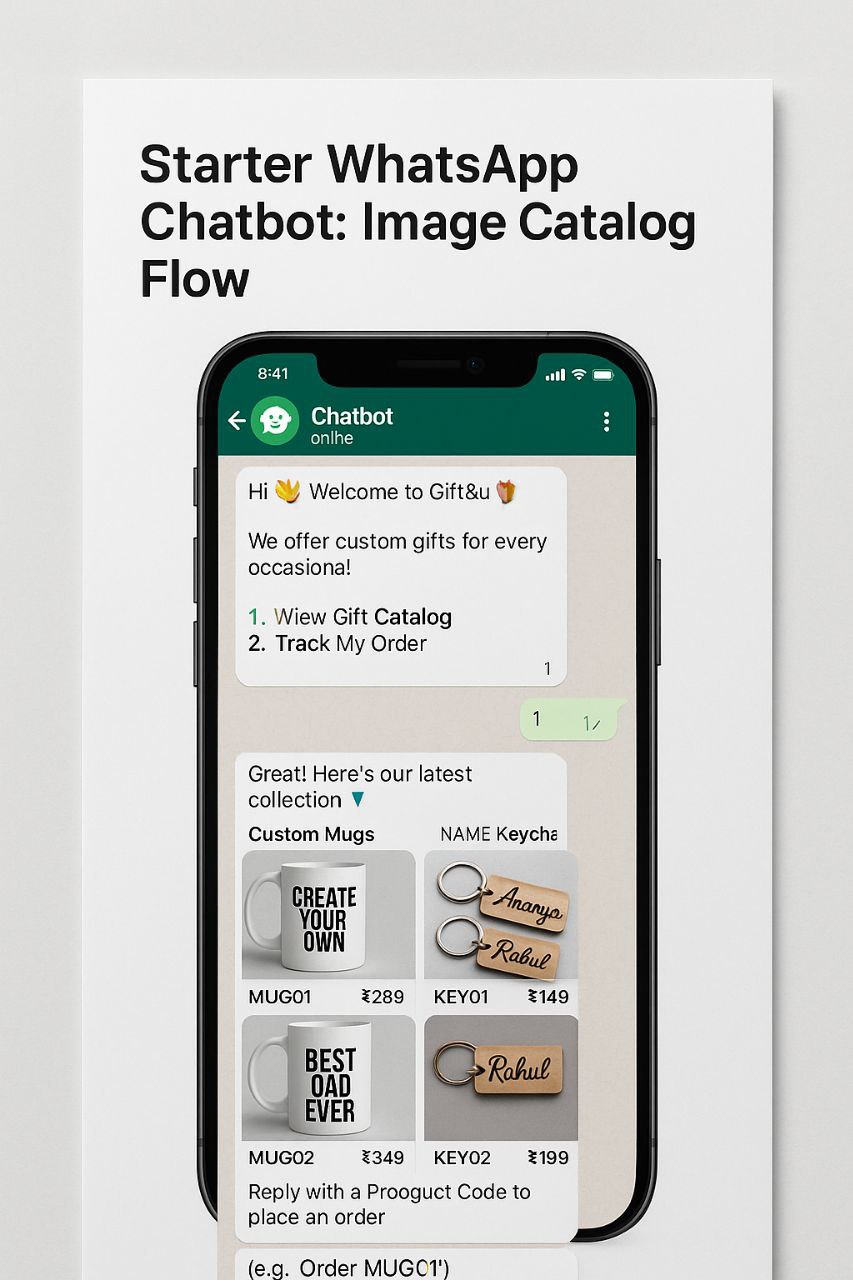 Starter WhatsApp
Chatbot: Image Catalog
Flow
8:41
Chatbot
onlhe
Hi 👋 Welcome to Gift&u 🎁
We offer custom gifts for every
occasiona!
1. Wiew Gift Catalog
2. Track My Order
1
1
Great! Here's our latest
collection
Custom Mugs NAME Keycha
CREATE
YOUR
OWN
Ananya
Rabul
MUG01 ₹289 KEY01 ₹149
BEST
OAD
EVER
Rahul
MUG02 ₹349 KEY02 ₹199
Reply with a Prooguct Code to
place an order
(e.g. Order MUG01')